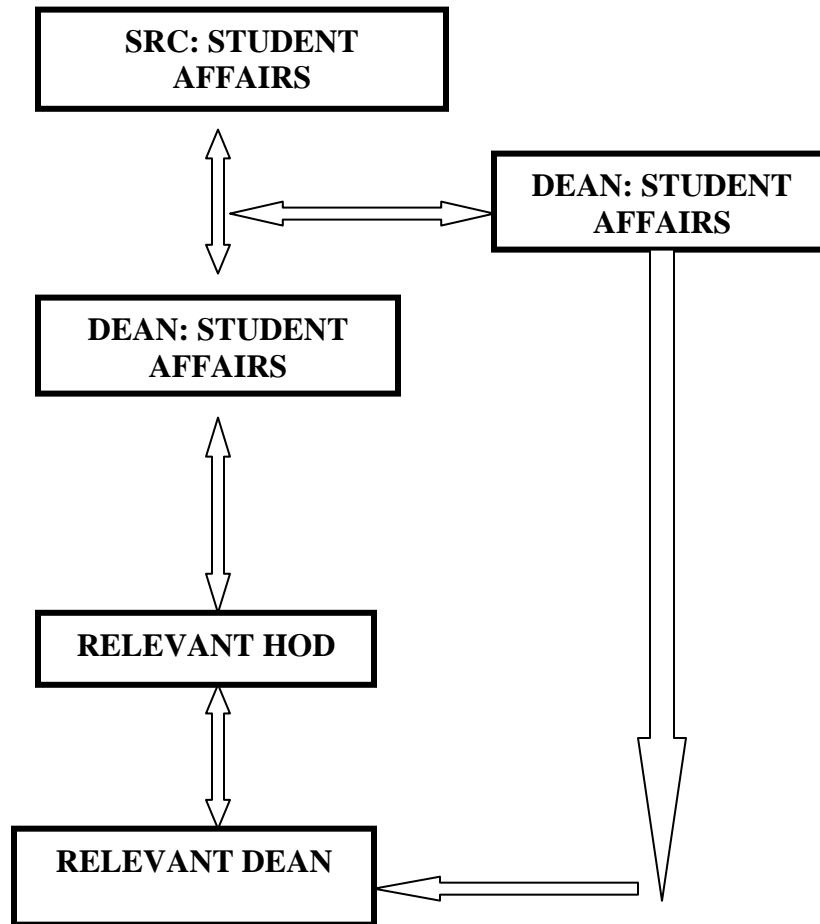 SRC: STUDENT
AFFAIRS
DEAN: STUDENT
AFFAIRS
DEAN: STUDENT
AFFAIRS
RELEVANT HOD
RELEVANT DEAN